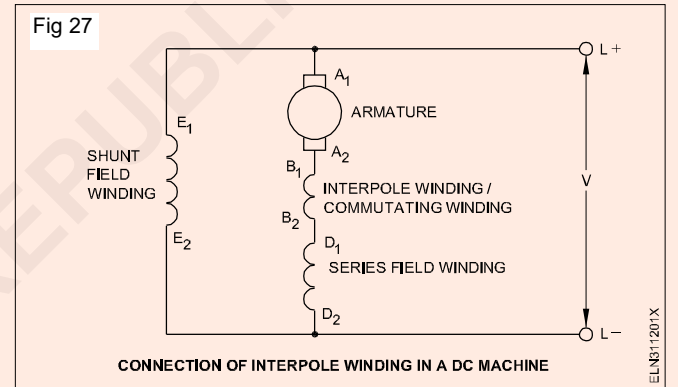 Fig 27
L+
A1
ARMATURE
E1
SHUNT
FIELD
WINDING
A2
B1
V
INTERPOLE WINDING /
COMMUTATING WINDING
B2
E2
D1
SERIES FIELD WINDING
D2
L–
CONNECTION OF INTERPOLE WINDING IN A DC MACHINE
ELN311201X
REPUBL